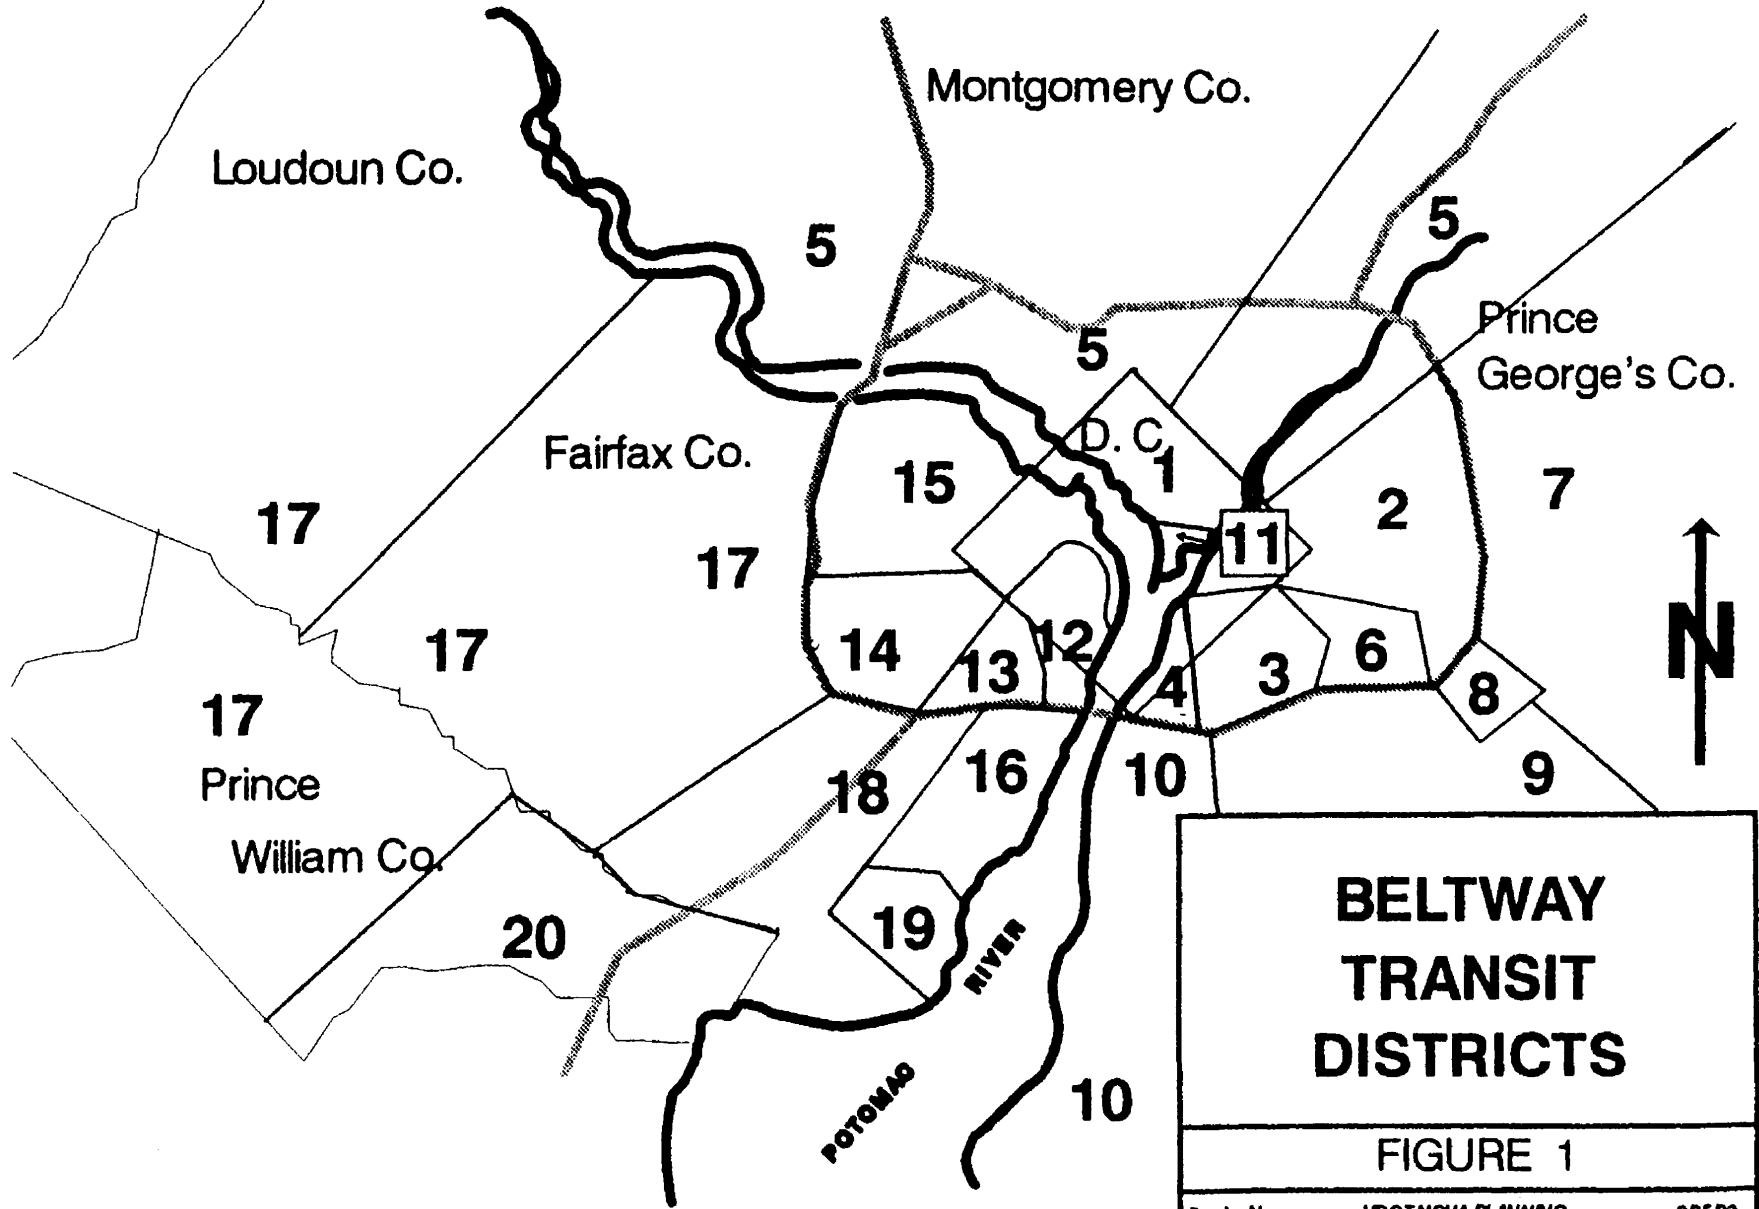 Montgomery Co.
Loudoun Co.
5
5
Prince
George's Co.
5
D. C.
Fairfax Co.
15
1
2
7
17
17
11
17
14
13
12
4
3
6
8
17
Prince
William Co.
18
16
10
9
19
20
RIVER
POTOMAC
10
N
BELTWAY
TRANSIT
DISTRICTS
FIGURE 1